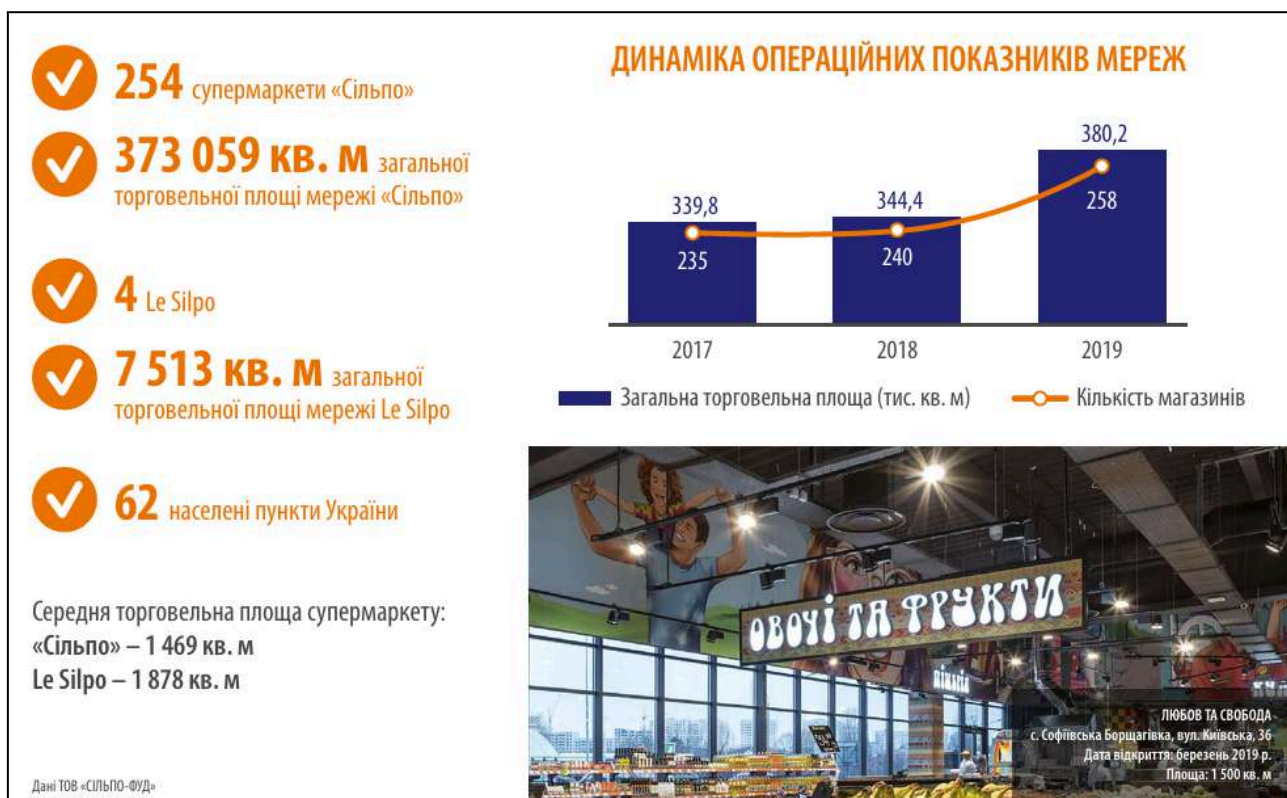 254 супермаркети «Сільпо»
373 059 кв. м загальної
торговельної площі мережі «Сільпо»
4 Le Silpo
7 513 кв. м загальної
торговельної площі мережі Le Silpo
62 населені пункти України
Середня торговельна площа супермаркету:
«Сільпо» – 1 469 кв. м
Le Silpo – 1 878 кв. м
Дані ТОВ «СІЛЬПО-ФУД»
ДИНАМІКА ОПЕРАЦІЙНИХ ПОКАЗНИКІВ МЕРЕЖ
339,8
344,4
380,2
235
240
258
2017
2018
2019
Загальна торговельна площа (тис. кв. м)
Кількість магазинів
ОВОЧІ ТА ФРУКТИ
ЛЮБОВ ТА СВОБОДА
с. Софіївська Борщагівка, вул. Київська, 36
Дата відкриття: березень 2019 р.
Площа: 1 500 кв. м